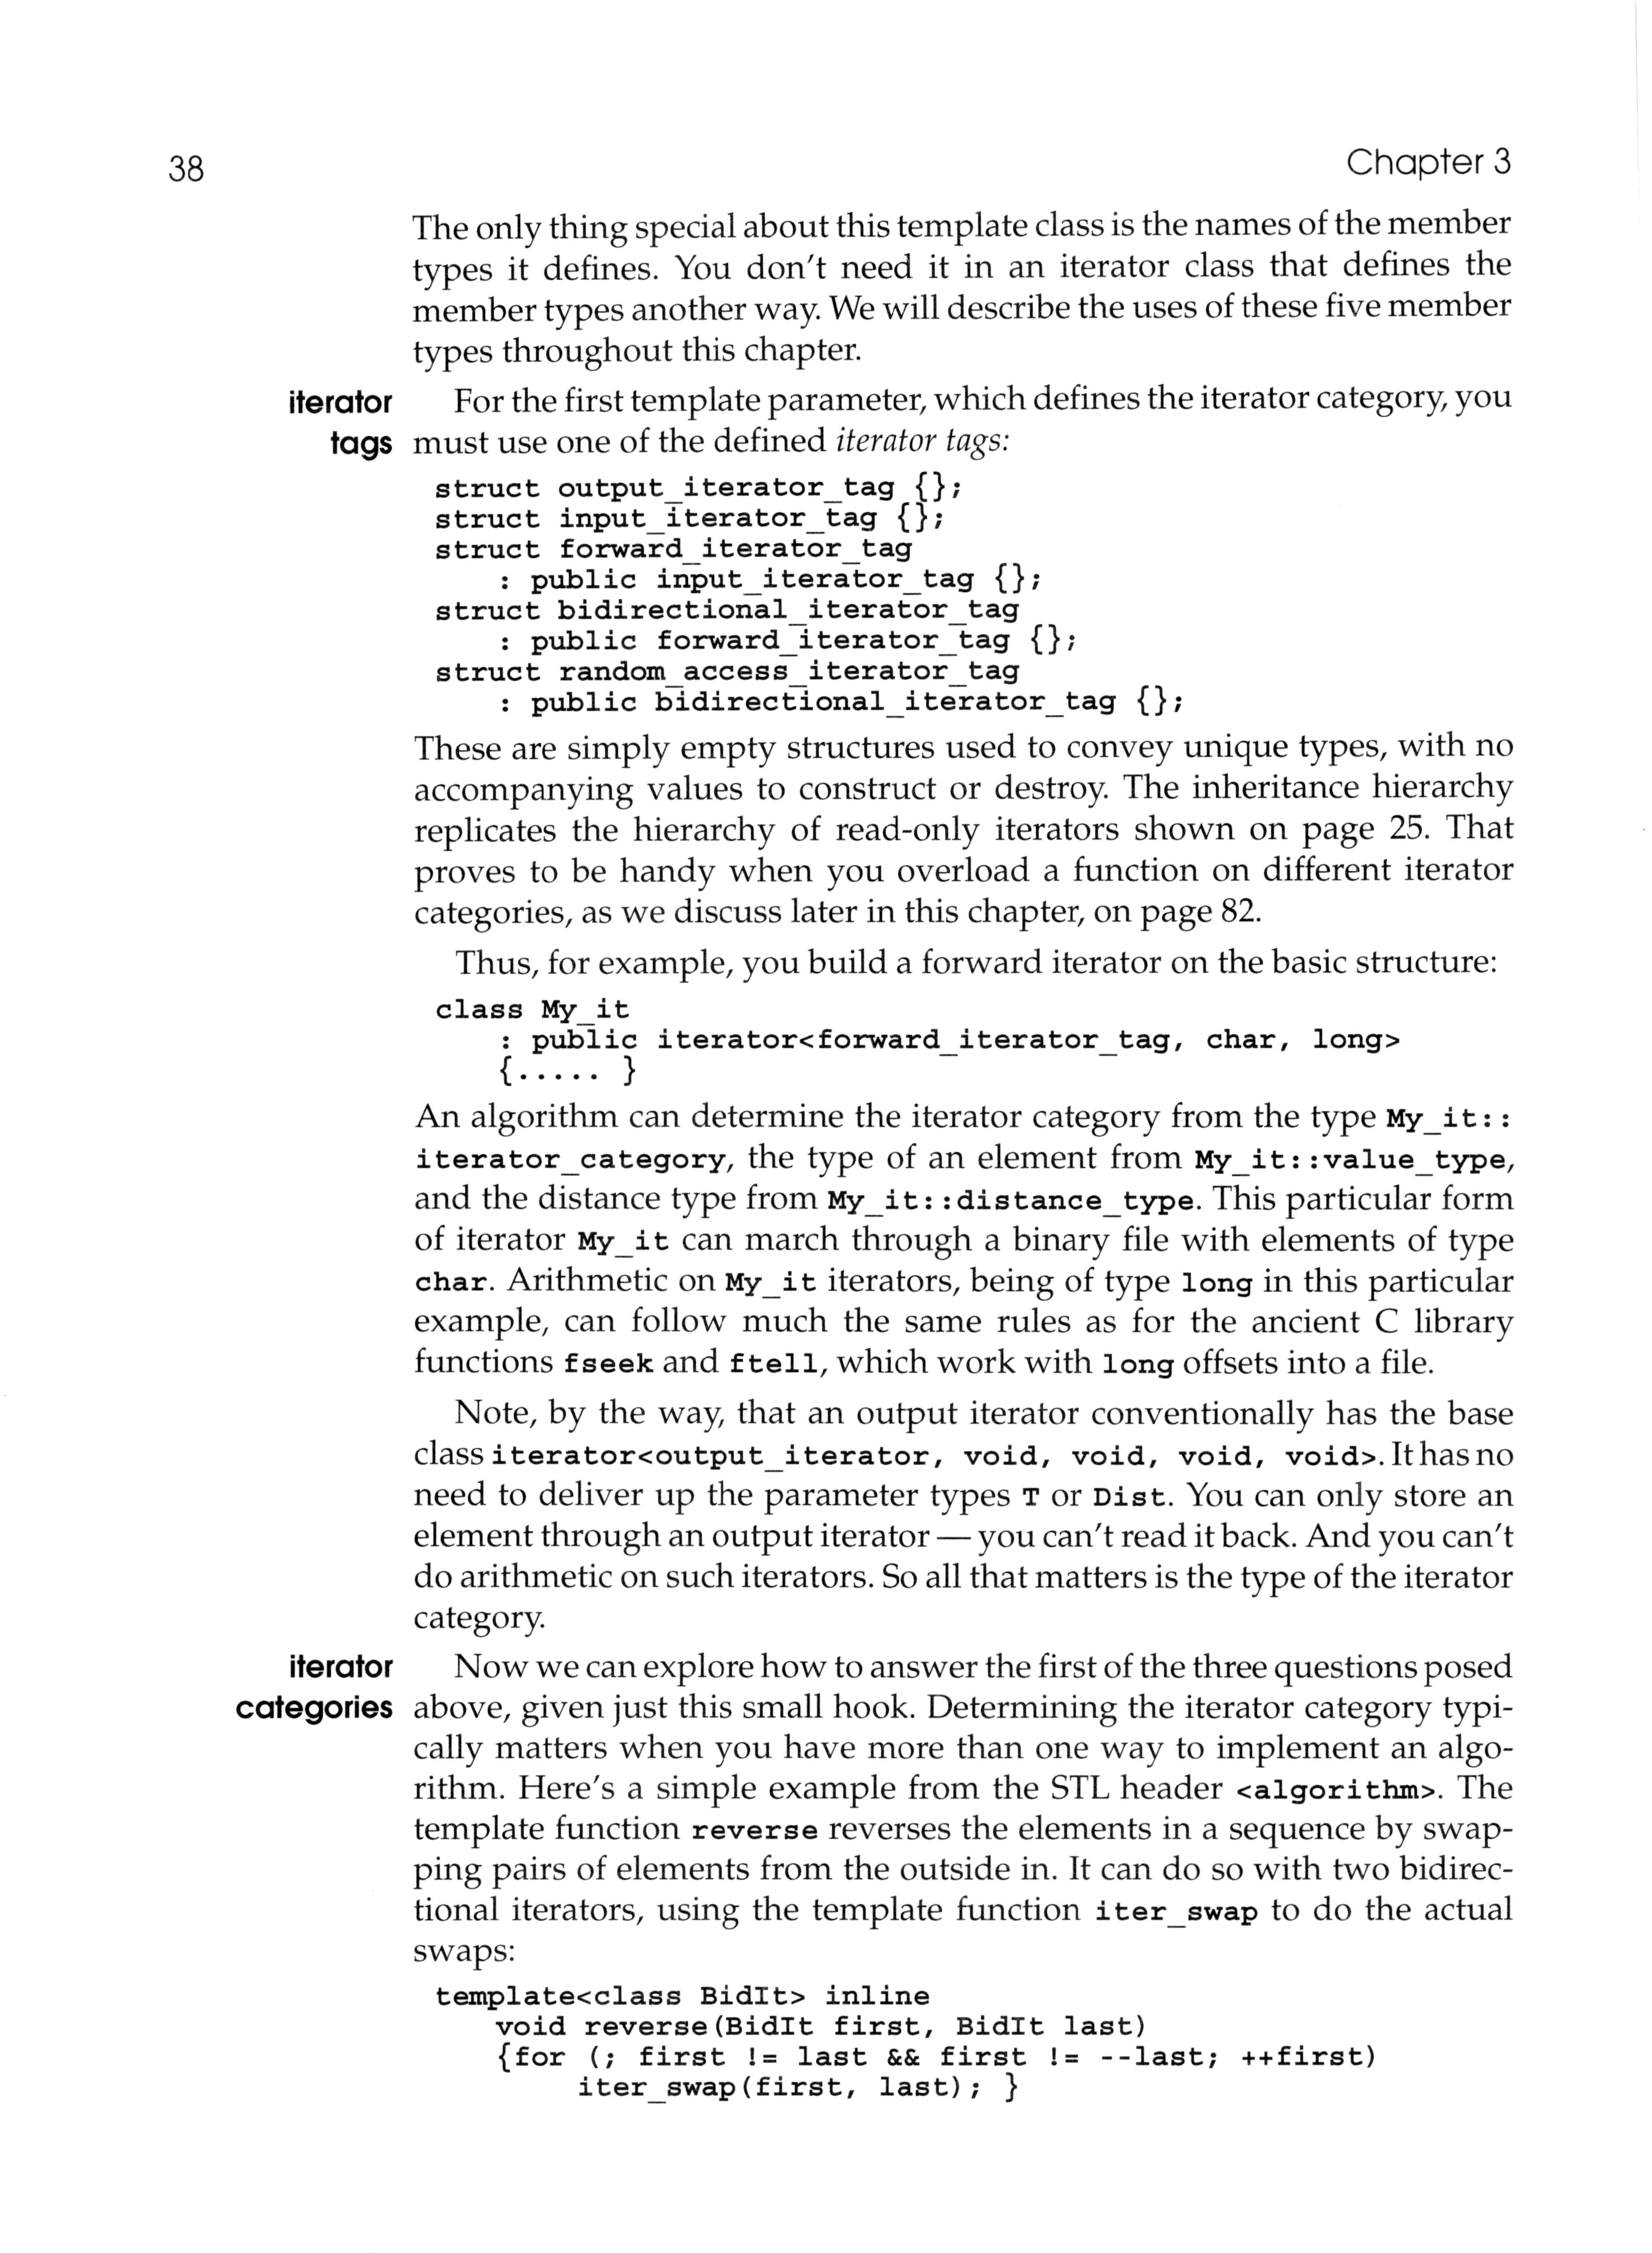 38
Chapter 3
The only thing special about this template class is the names of the member
types it defines. You don't need it in an iterator class that defines the
member types another way. We will describe the uses of these five member
types throughout this chapter.
iterator For the first template parameter, which defines the iterator category, you
tags must use one of the defined iterator tags:
struct output_iterator_tag {};
struct input_iterator_tag {};
struct forward_iterator_tag
: public input_iterator_tag {};
struct bidirectional_iterator_tag
: public forward_iterator_tag {};
struct random_access_iterator_tag
: public bidirectional_iterator_tag {};
These are simply empty structures used to convey unique types, with no
accompanying values to construct or destroy. The inheritance hierarchy
replicates the hierarchy of read-only iterators shown on page 25. That
proves to be handy when you overload a function on different iterator
categories, as we discuss later in this chapter, on page 82.
Thus, for example, you build a forward iterator on the basic structure:
class My_it
: public iterator<forward_iterator_tag, char, long>
{..... }
An algorithm can determine the iterator category from the type My_it::
iterator_category, the type of an element from My_it::value_type,
and the distance type from My_it::distance_type. This particular form
of iterator My_it can march through a binary file with elements of type
char. Arithmetic on My_it iterators, being of type long in this particular
example, can follow much the same rules as for the ancient C library
functions fseek and ftell, which work with long offsets into a file.
Note, by the way, that an output iterator conventionally has the base
class iterator<output_iterator, void, void, void, void>. It has no
need to deliver up the parameter types T or Dist. You can only store an
element through an output iterator — you can't read it back. And you can't
do arithmetic on such iterators. So all that matters is the type of the iterator
category.
iterator Now we can explore how to answer the first of the three questions posed
categories above, given just this small hook. Determining the iterator category typi-
cally matters when you have more than one way to implement an algo-
rithm. Here's a simple example from the STL header <algorithm>. The
template function reverse reverses the elements in a sequence by swap-
ping pairs of elements from the outside in. It can do so with two bidirec-
tional iterators, using the template function iter_swap to do the actual
swaps:
template<class BidIt> inline
void reverse(BidIt first, BidIt last)
{for (; first != last && first != --last; ++first)
iter_swap(first, last); }